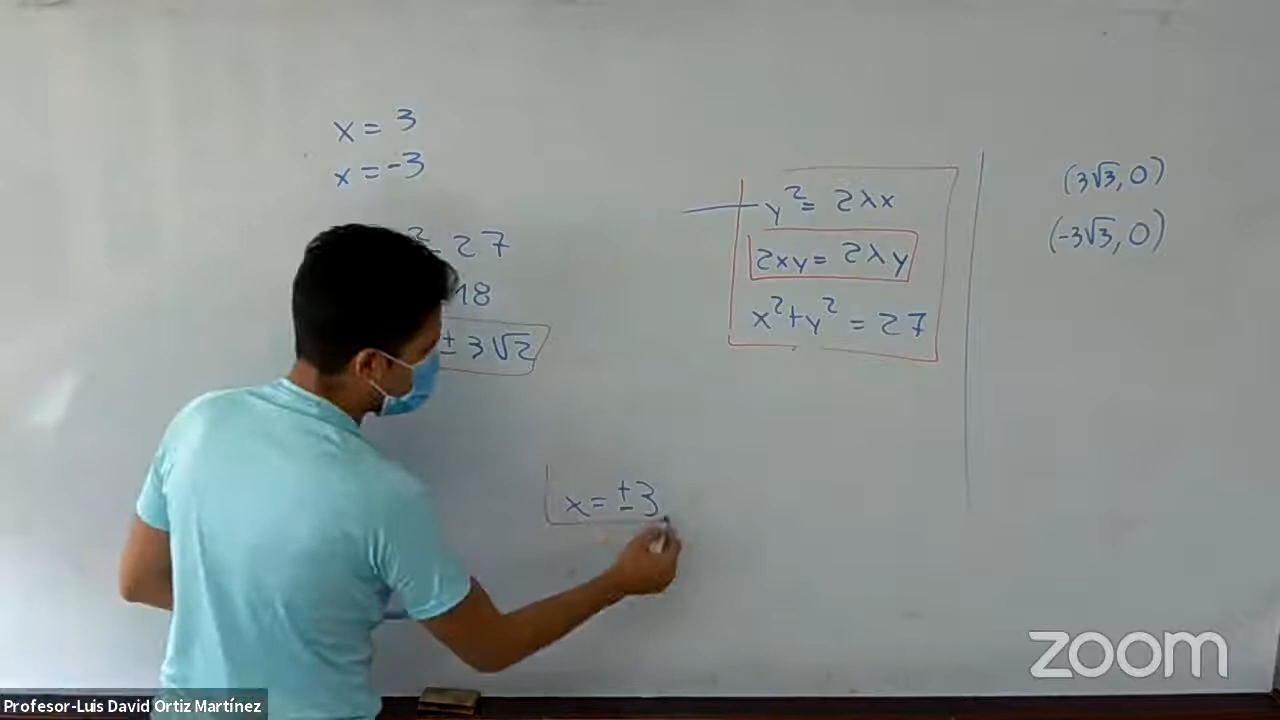 x = 3
x = -3
² = 27
18
± 3√2
x = ±3
y² = 2λx
2xy = 2λy
x² + y² = 27
(3√3, 0)
(-3√3, 0)
zoom
Profesor-Luis David Ortiz Martínez